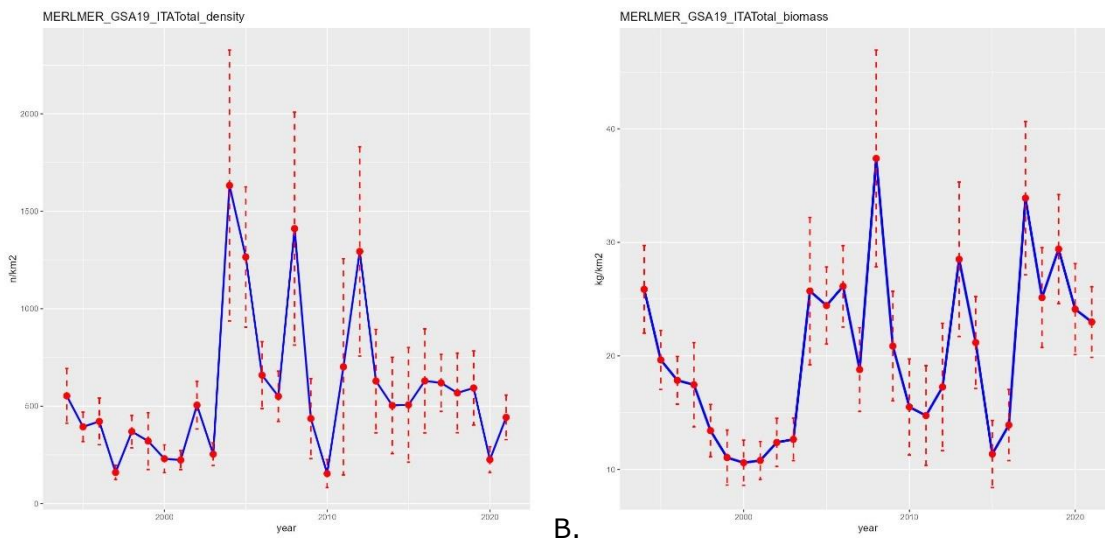 MERLMER_GSA19_ITATotal_density
2000
1500
1000
500
0
n/km2
2000
2010
2020
year
B.
MERLMER_GSA19_ITATotal_biomass
40
30
20
10
kg/km2
2000
2010
2020
year